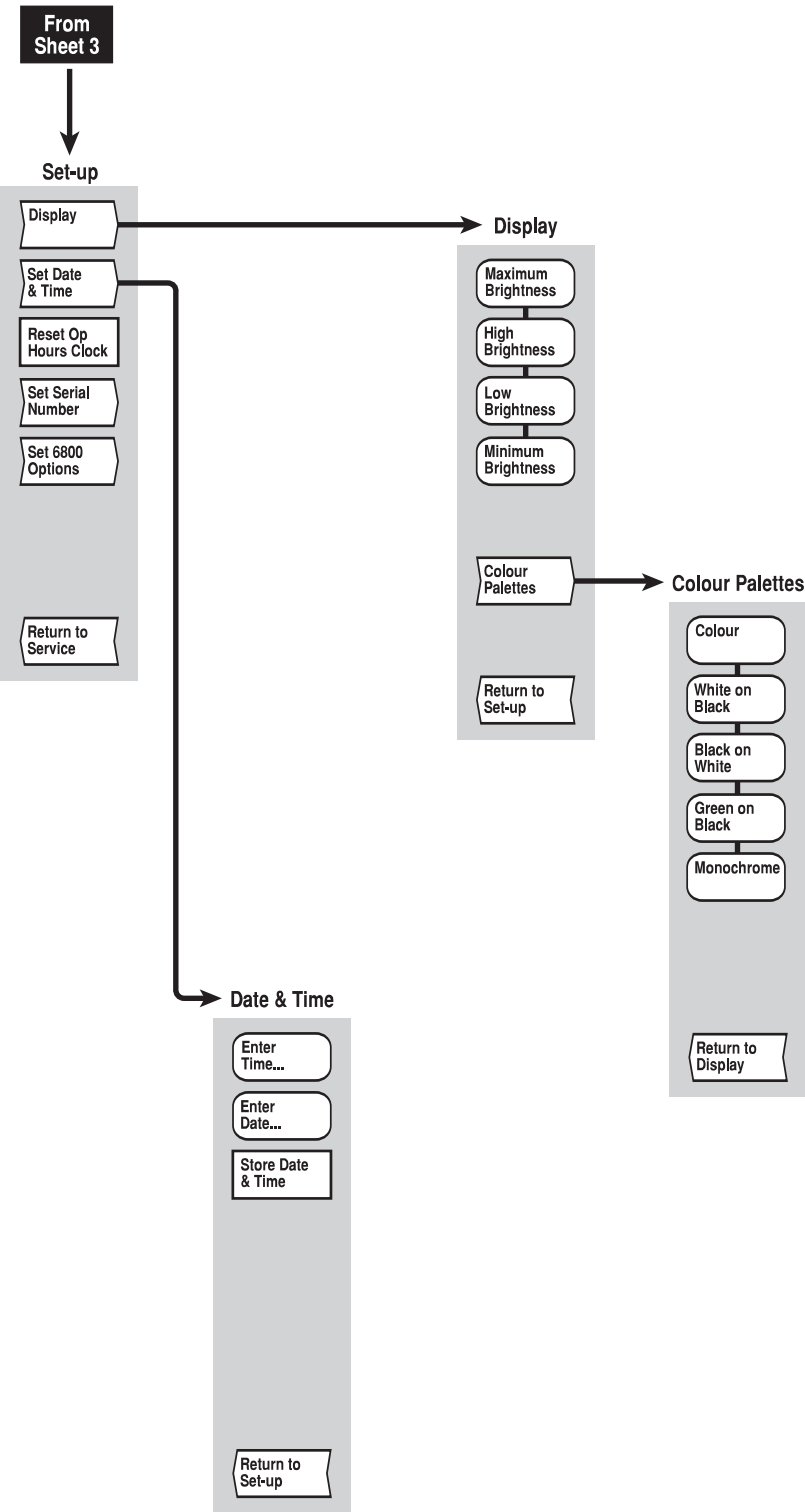 From
Sheet 3
Set-up
Display
Set Date
& Time
Reset Op
Hours Clock
Set Serial
Number
Set 6800
Options
Return to
Service
Display
Maximum
Brightness
High
Brightness
Low
Brightness
Minimum
Brightness
Colour
Palettes
Return to
Set-up
Colour Palettes
Colour
White on
Black
Black on
White
Green on
Black
Monochrome
Return to
Display
Date & Time
Enter
Time...
Enter
Date...
Store Date
& Time
Return to
Set-up